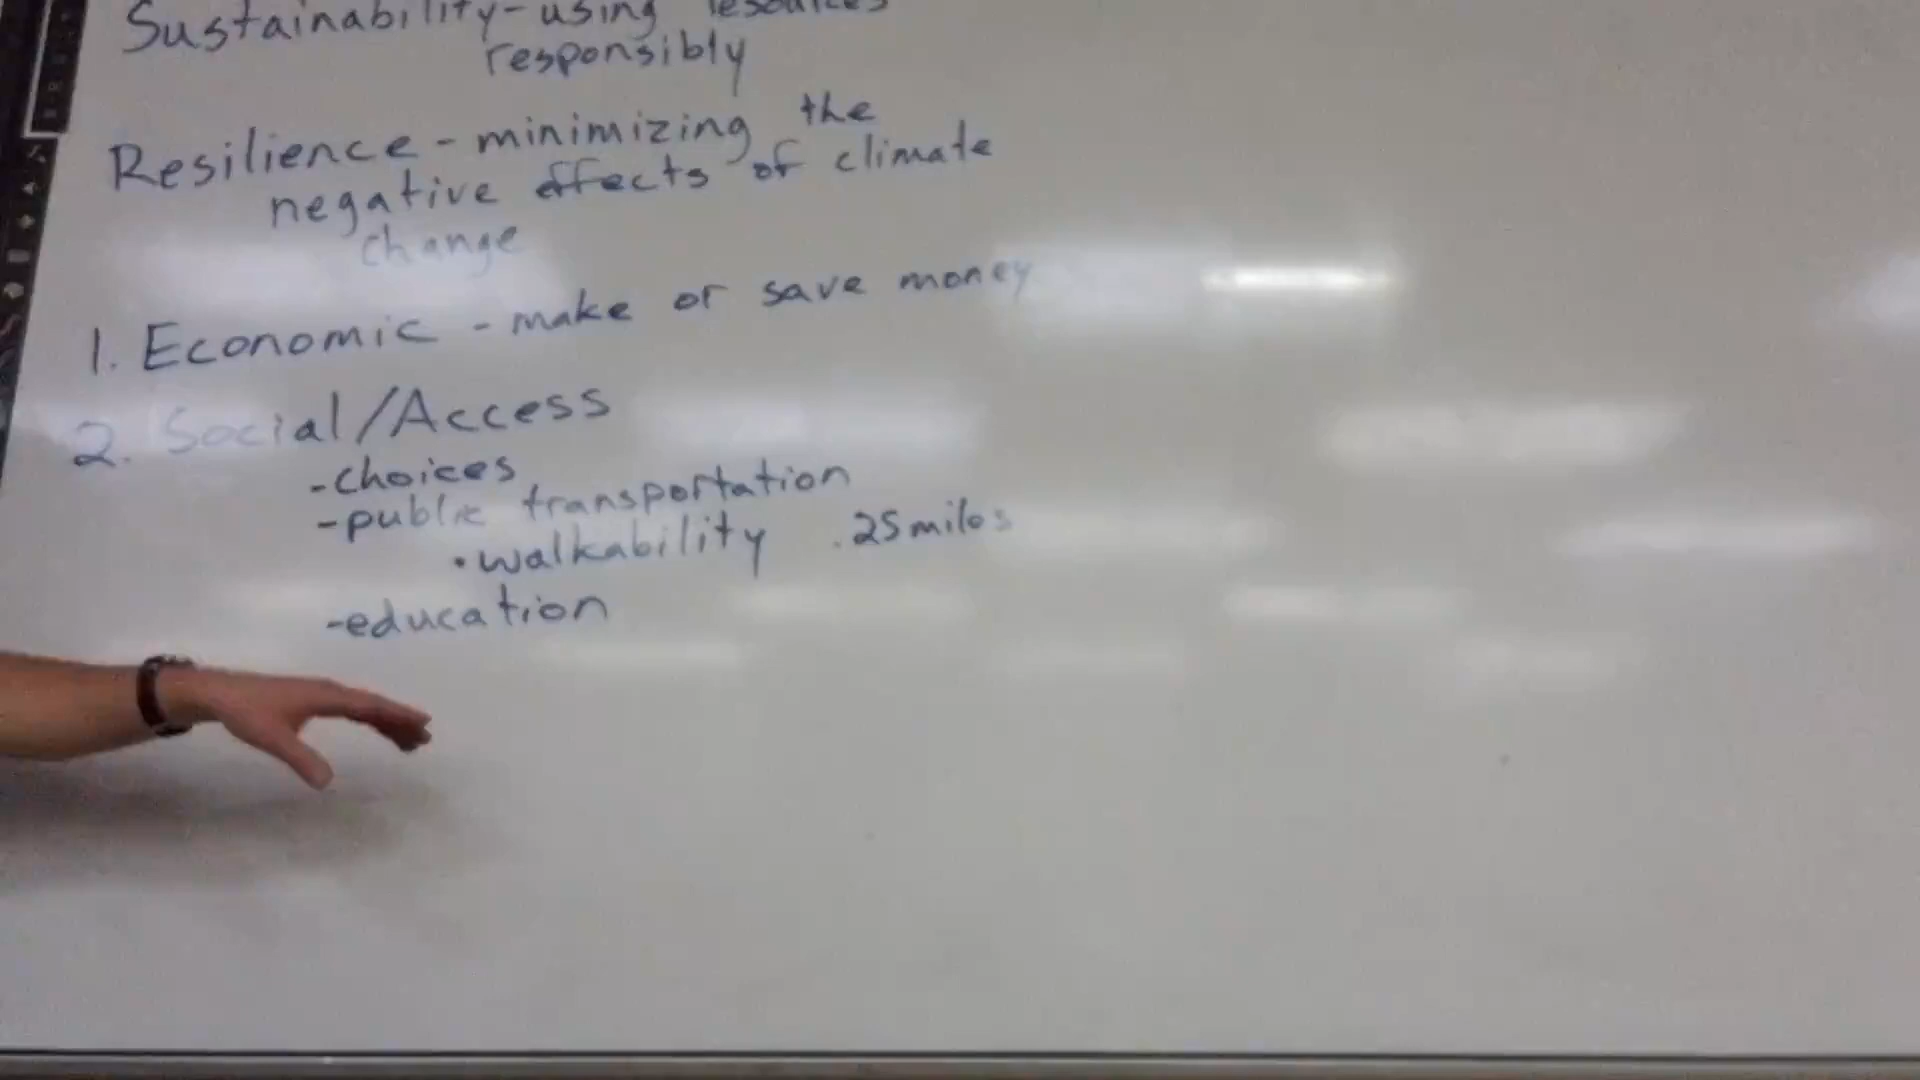 Sustainability - using resources
responsibly
Resilience - minimizing the
negative effects of climate
change
1. Economic - make or save money
2. Social/Access
- choices
- public transportation
• walkability .25 miles
- education